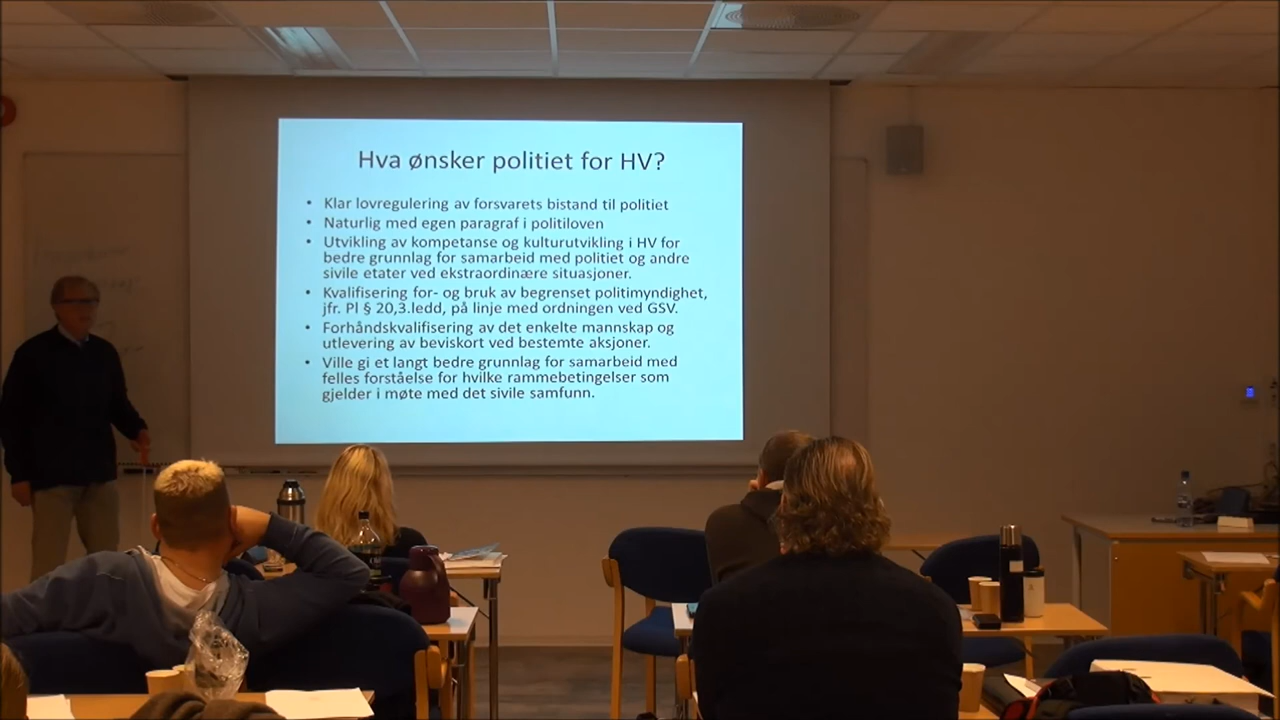 Hva ønsker politiet for HV?
• Klar lovregulering av forsvarets bistand til politiet
• Naturlig med egen paragraf i politiloven
• Utvikling av kompetanse og kulturutvikling i HV for
bedre grunnlag for samarbeid med politiet og andre
sivile etater ved ekstraordinære situasjoner.
• Kvalifisering for- og bruk av begrenset politimyndighet,
jfr. Pl § 20,3.ledd, på linje med ordningen ved GSV.
• Forhåndskvalifisering av det enkelte mannskap og
utlevering av beviskort ved bestemte aksjoner.
• Ville gi et langt bedre grunnlag for samarbeid med
felles forståelse for hvilke rammebetingelser som
gjelder i møte med det sivile samfunn.